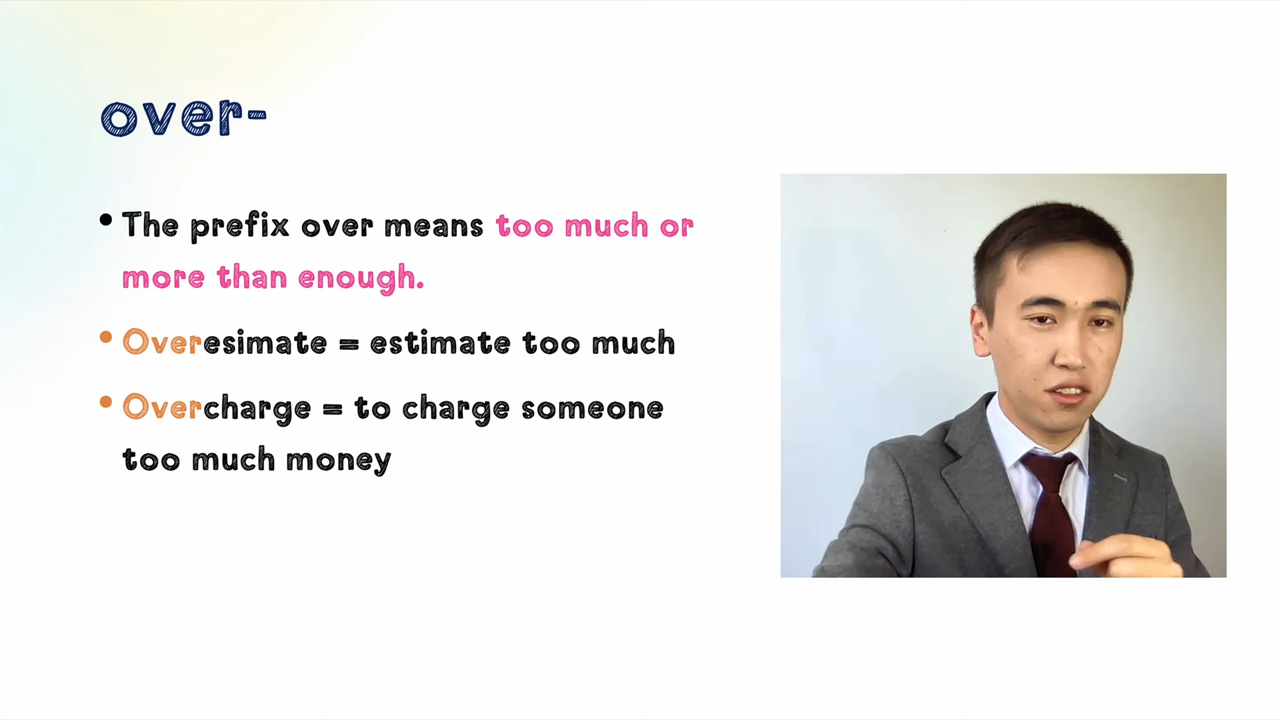 over-
• The prefix over means too much or
more than enough.
• Overesimate = estimate too much
• Overcharge = to charge someone
too much money